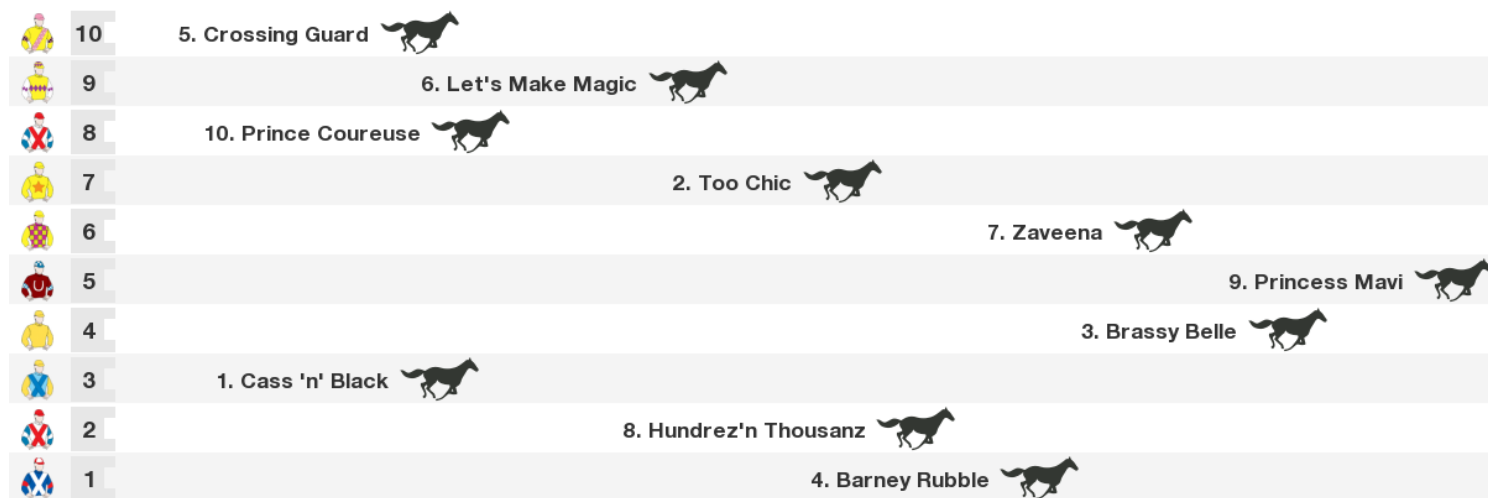 10 5. Crossing Guard
9 6. Let's Make Magic
8 10. Prince Coureuse
7 2. Too Chic
6 7. Zaveena
5 9. Princess Mavi
4 3. Brassy Belle
3 1. Cass 'n' Black
2 8. Hundrez'n Thousanz
1 4. Barney Rubble